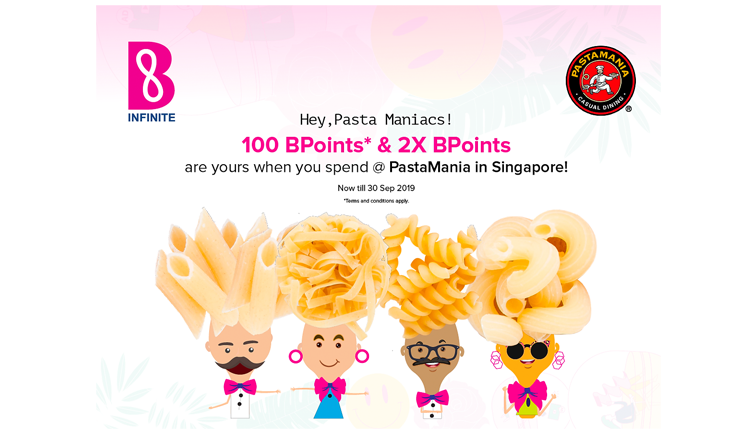 B
INFINITE
PASTAMANIA
• CASUAL DINING •
®
Hey,Pasta Maniacs!
100 BPoints* & 2X BPoints
are yours when you spend @ PastaMania in Singapore!
Now till 30 Sep 2019
*Terms and conditions apply.